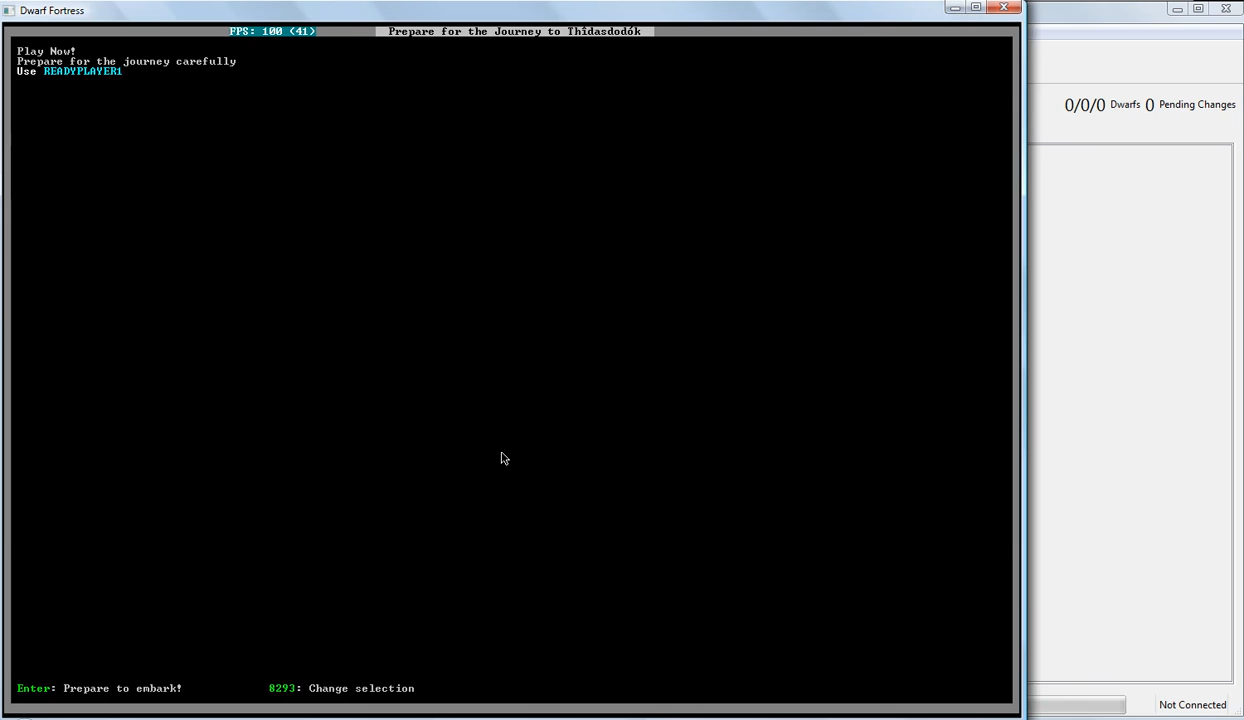 Dwarf Fortress
FPS: 100 (41)
Prepare for the Journey to Thîdasdodók
Play Now!
Prepare for the journey carefully
Use READYPLAYER1
0/0/0 Dwarfs 0 Pending Changes
Enter: Prepare to embark! 8293: Change selection
Not Connected